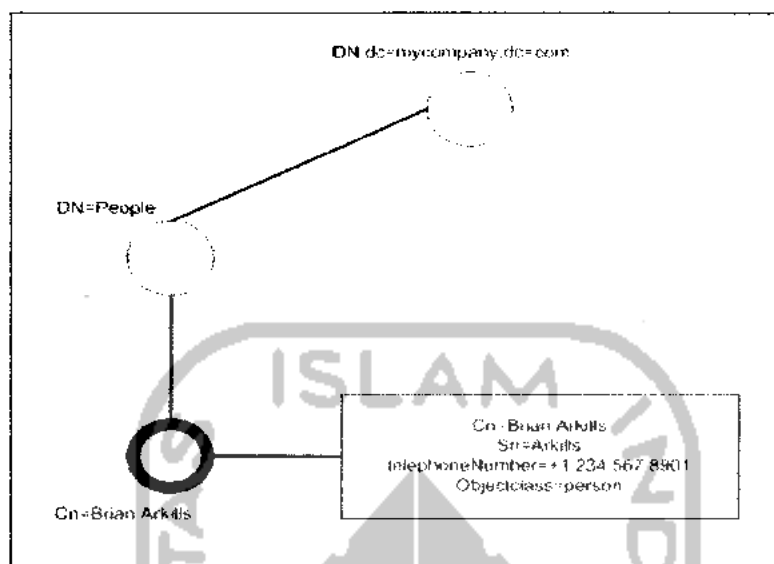 DN dc=mycompany,dc=com
DN=People
Cn=Brian Arkills
Cn=Brian Arkills
Sn=Arkills
telephoneNumber=+1 234 567 8901
Objectclass=person
ISLAM